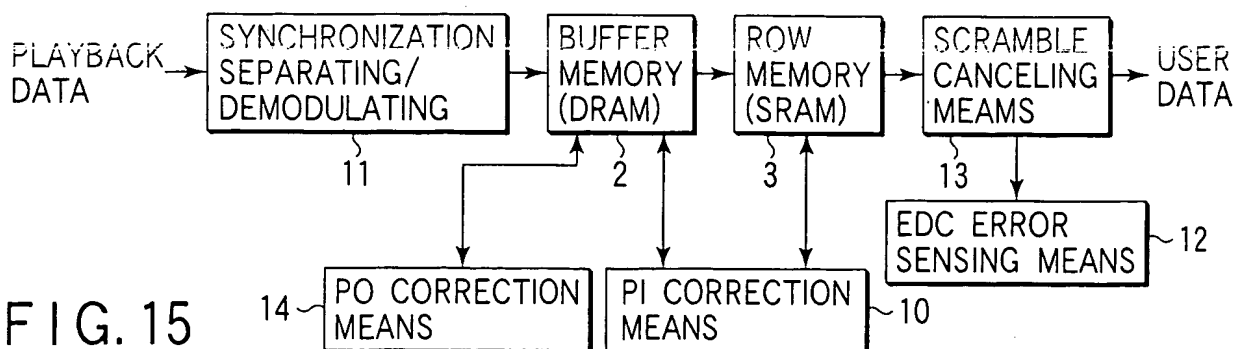 PLAYBACK
DATA
SYNCHRONIZATION
SEPARATING/
DEMODULATING
11
BUFFER
MEMORY
(DRAM)
2
ROW
MEMORY
(SRAM)
3
SCRAMBLE
CANCELING
MEAMS
13
USER
DATA
EDC ERROR
SENSING MEANS
12
14
PO CORRECTION
MEANS
PI CORRECTION
MEANS
10
FIG. 15